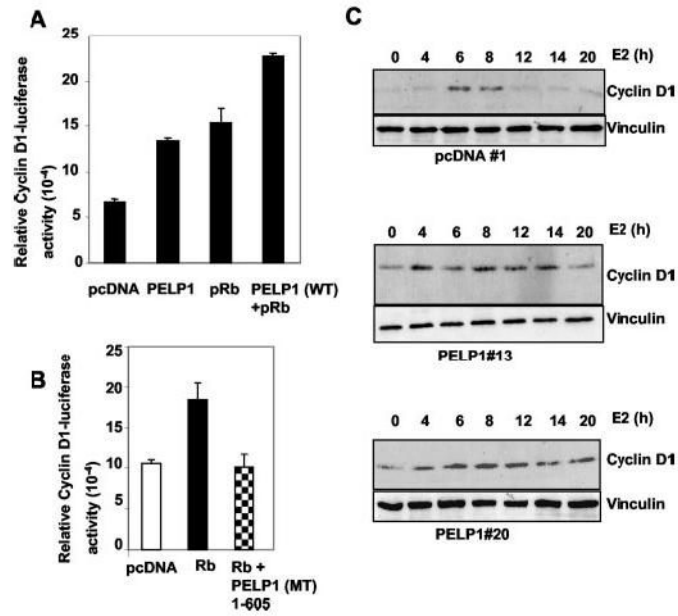 A
Relative Cyclin D1-luciferase
activity (10⁻⁴)
25
20
15
10
5
0
pcDNA PELP1 pRb PELP1 (WT)
+pRb
B
Relative Cyclin D1-luciferase
activity (10⁻⁴)
25
20
15
10
5
0
pcDNA Rb Rb +
PELP1 (MT)
1-605
C
0 4 6 8 12 14 20 E2 (h)
Cyclin D1
Vinculin
pcDNA #1
0 4 6 8 12 14 20 E2 (h)
Cyclin D1
Vinculin
PELP1#13
0 4 6 8 12 14 20 E2 (h)
Cyclin D1
Vinculin
PELP1#20